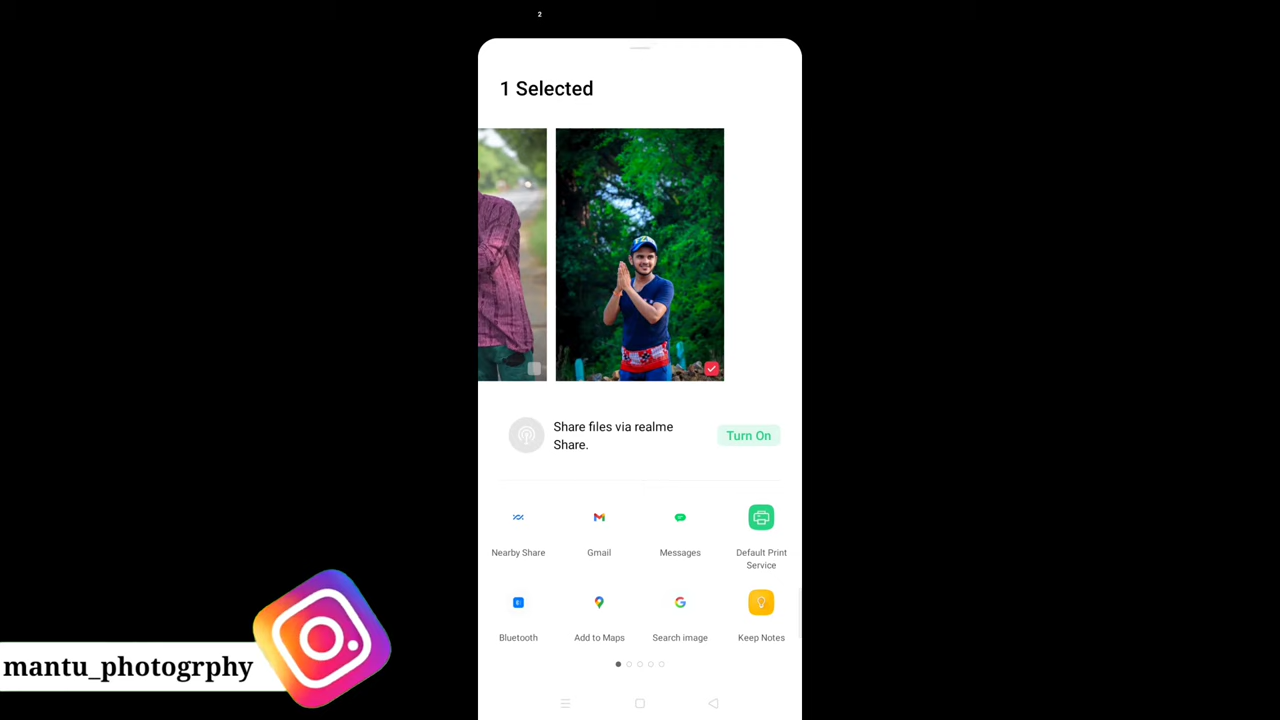 2
1 Selected
Share files via realme
Share.
Turn On
Nearby Share
Gmail
Messages
Default Print
Service
Bluetooth
Add to Maps
Search image
Keep Notes
mantu_photogrphy